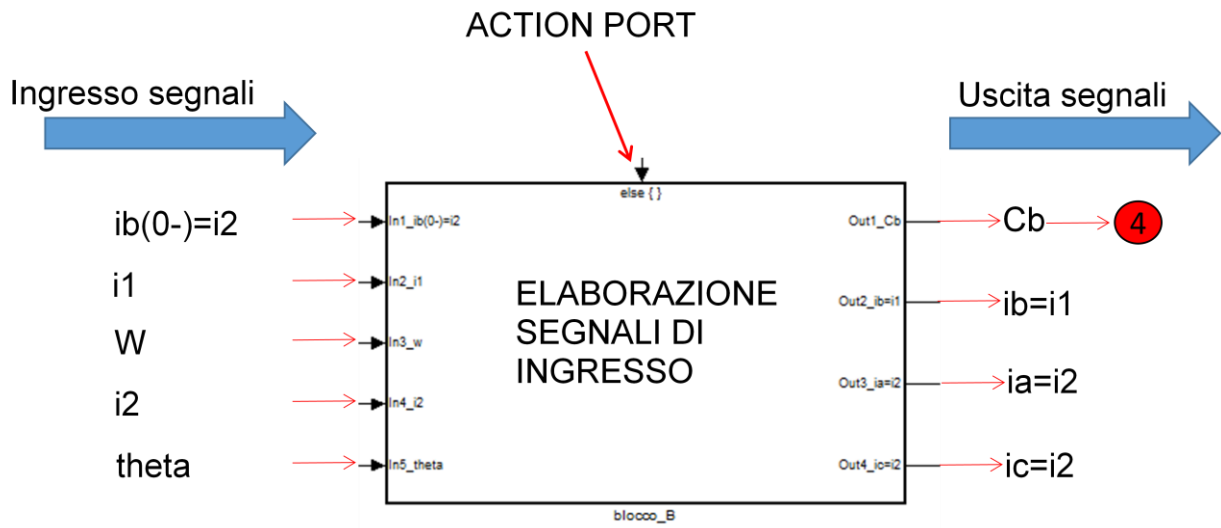 ACTION PORT
Ingresso segnali
Uscita segnali
else { }
ib(0-)=i2
In1_ib(0-)=i2
Out1_Cb
Cb
4
i1
In2_i1
ELABORAZIONE
SEGNALI DI
INGRESSO
Out2_ib=i1
ib=i1
W
In3_w
Out3_ia=i2
ia=i2
i2
In4_i2
theta
In5_theta
Out4_ic=i2
ic=i2
blocco_B